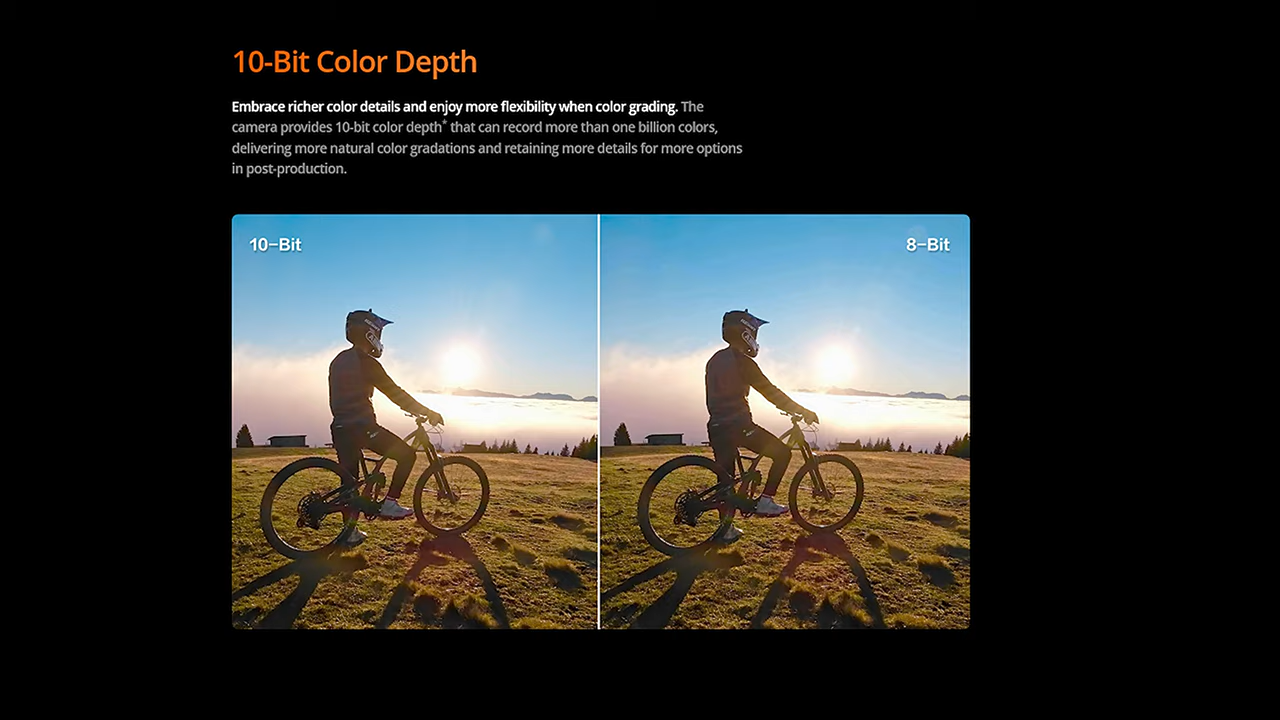 10-Bit Color Depth
Embrace richer color details and enjoy more flexibility when color grading. The
camera provides 10-bit color depth* that can record more than one billion colors,
delivering more natural color gradations and retaining more details for more options
in post-production.
10-Bit
8-Bit